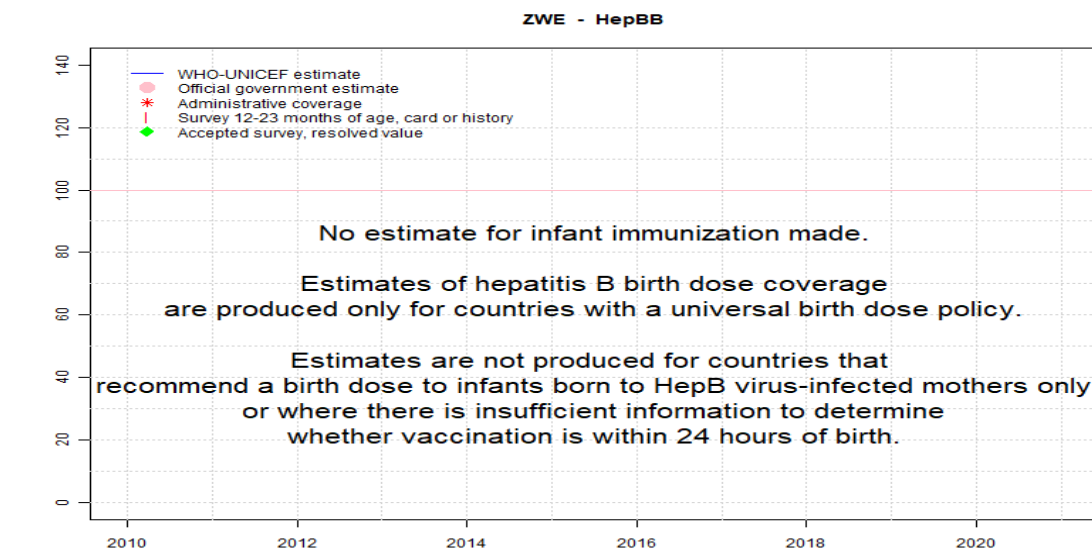 ZWE - HepBB
140
WHO-UNICEF estimate
Official government estimate
Administrative coverage
Survey 12-23 months of age, card or history
Accepted survey, resolved value
120
100
80
60
40
20
0
No estimate for infant immunization made.
Estimates of hepatitis B birth dose coverage
are produced only for countries with a universal birth dose policy.
Estimates are not produced for countries that
recommend a birth dose to infants born to HepB virus-infected mothers only
or where there is insufficient information to determine
whether vaccination is within 24 hours of birth.
2010 2012 2014 2016 2018 2020